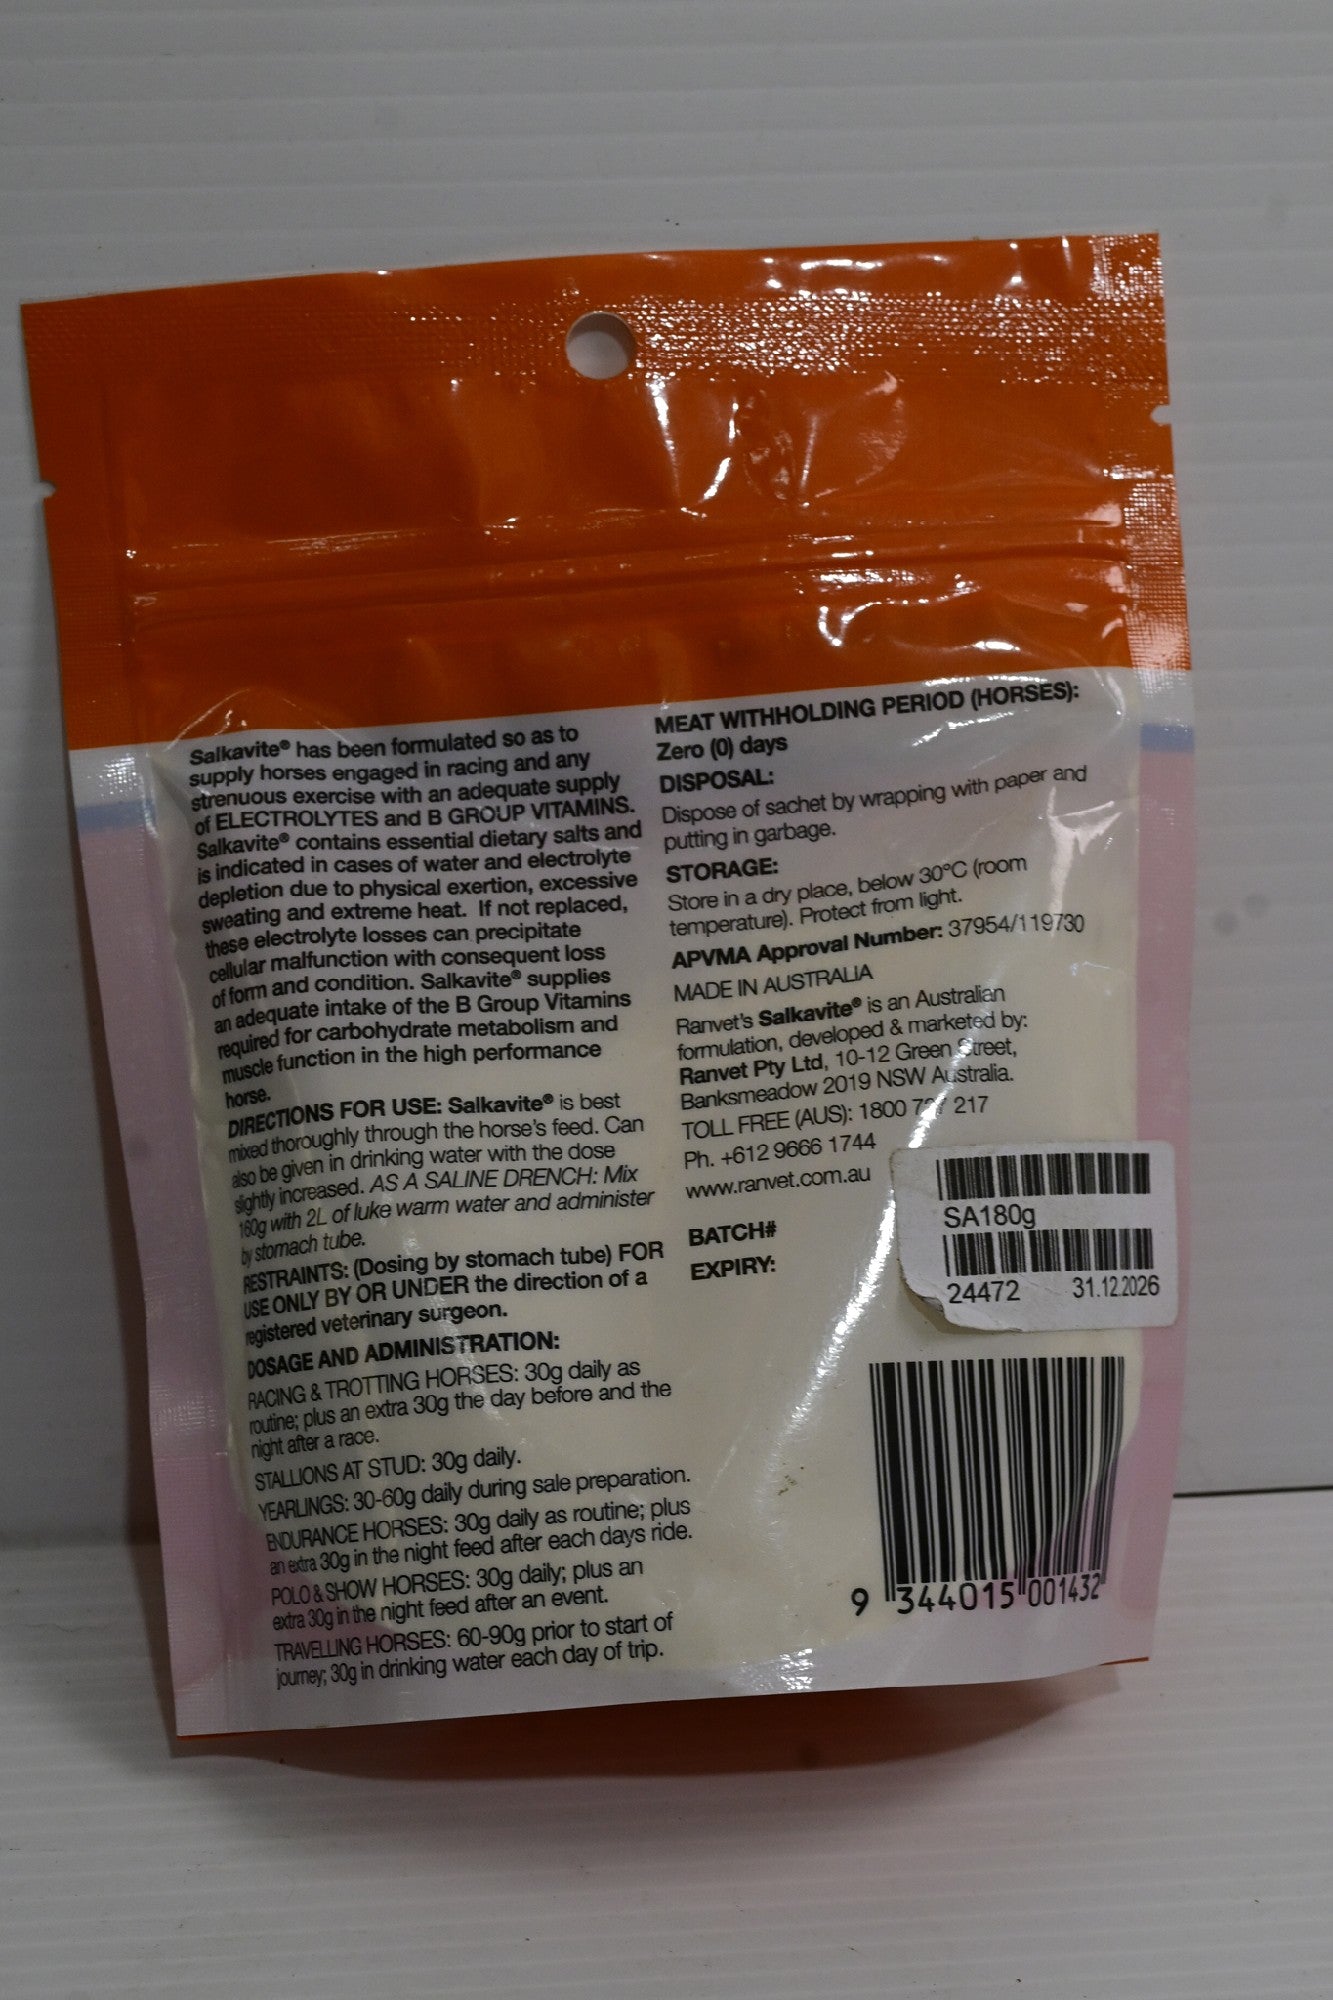 Salkavite® has been formulated so as to
supply horses engaged in racing and any
strenuous exercise with an adequate supply
of ELECTROLYTES and B GROUP VITAMINS.
Salkavite® contains essential dietary salts and
is indicated in cases of water and electrolyte
depletion due to physical exertion, excessive
sweating and extreme heat. If not replaced,
these electrolyte losses can precipitate
cellular malfunction with consequent loss
of form and condition. Salkavite® supplies
an adequate intake of the B Group Vitamins
required for carbohydrate metabolism and
muscle function in the high performance
horse.
DIRECTIONS FOR USE: Salkavite® is best
mixed thoroughly through the horse's feed. Can
also be given in drinking water with the dose
slightly increased. AS A SALINE DRENCH: Mix
with 2L of luke warm water and administer
by stomach tube.
RESTRAINTS: (Dosing by stomach tube) FOR
USE ONLY BY OR UNDER the direction of a
registered veterinary surgeon.
DOSAGE AND ADMINISTRATION:
RACING & TROTTING HORSES: 30g daily as
routine; plus an extra 30g the day before and the
night after a race.
STALLIONS AT STUD: 30g daily.
YEARLINGS: 30-60g daily during sale preparation.
ENDURANCE HORSES: 30g daily as routine; plus
an extra 30g in the night feed after each days ride.
POLO & SHOW HORSES: 30g daily; plus an
extra 30g in the night feed after an event.
TRAVELLING HORSES: 60-90g prior to start of
journey; 30g in drinking water each day of trip.
MEAT WITHHOLDING PERIOD (HORSES):
Zero (0) days
DISPOSAL:
Dispose of sachet by wrapping with paper and
putting in garbage.
STORAGE:
Store in a dry place, below 30°C (room
temperature). Protect from light.
APVMA Approval Number: 37954/119730
MADE IN AUSTRALIA
Ranvet's Salkavite® is an Australian
formulation, developed & marketed by:
Ranvet Pty Ltd, 10-12 Green Street,
Banksmeadow 2019 NSW Australia.
TOLL FREE (AUS): 1800 217
Ph. +612 9666 1744
www.ranvet.com.au
BATCH#
EXPIRY:
SA180g
24472 31.12.2026
9 344015 001432